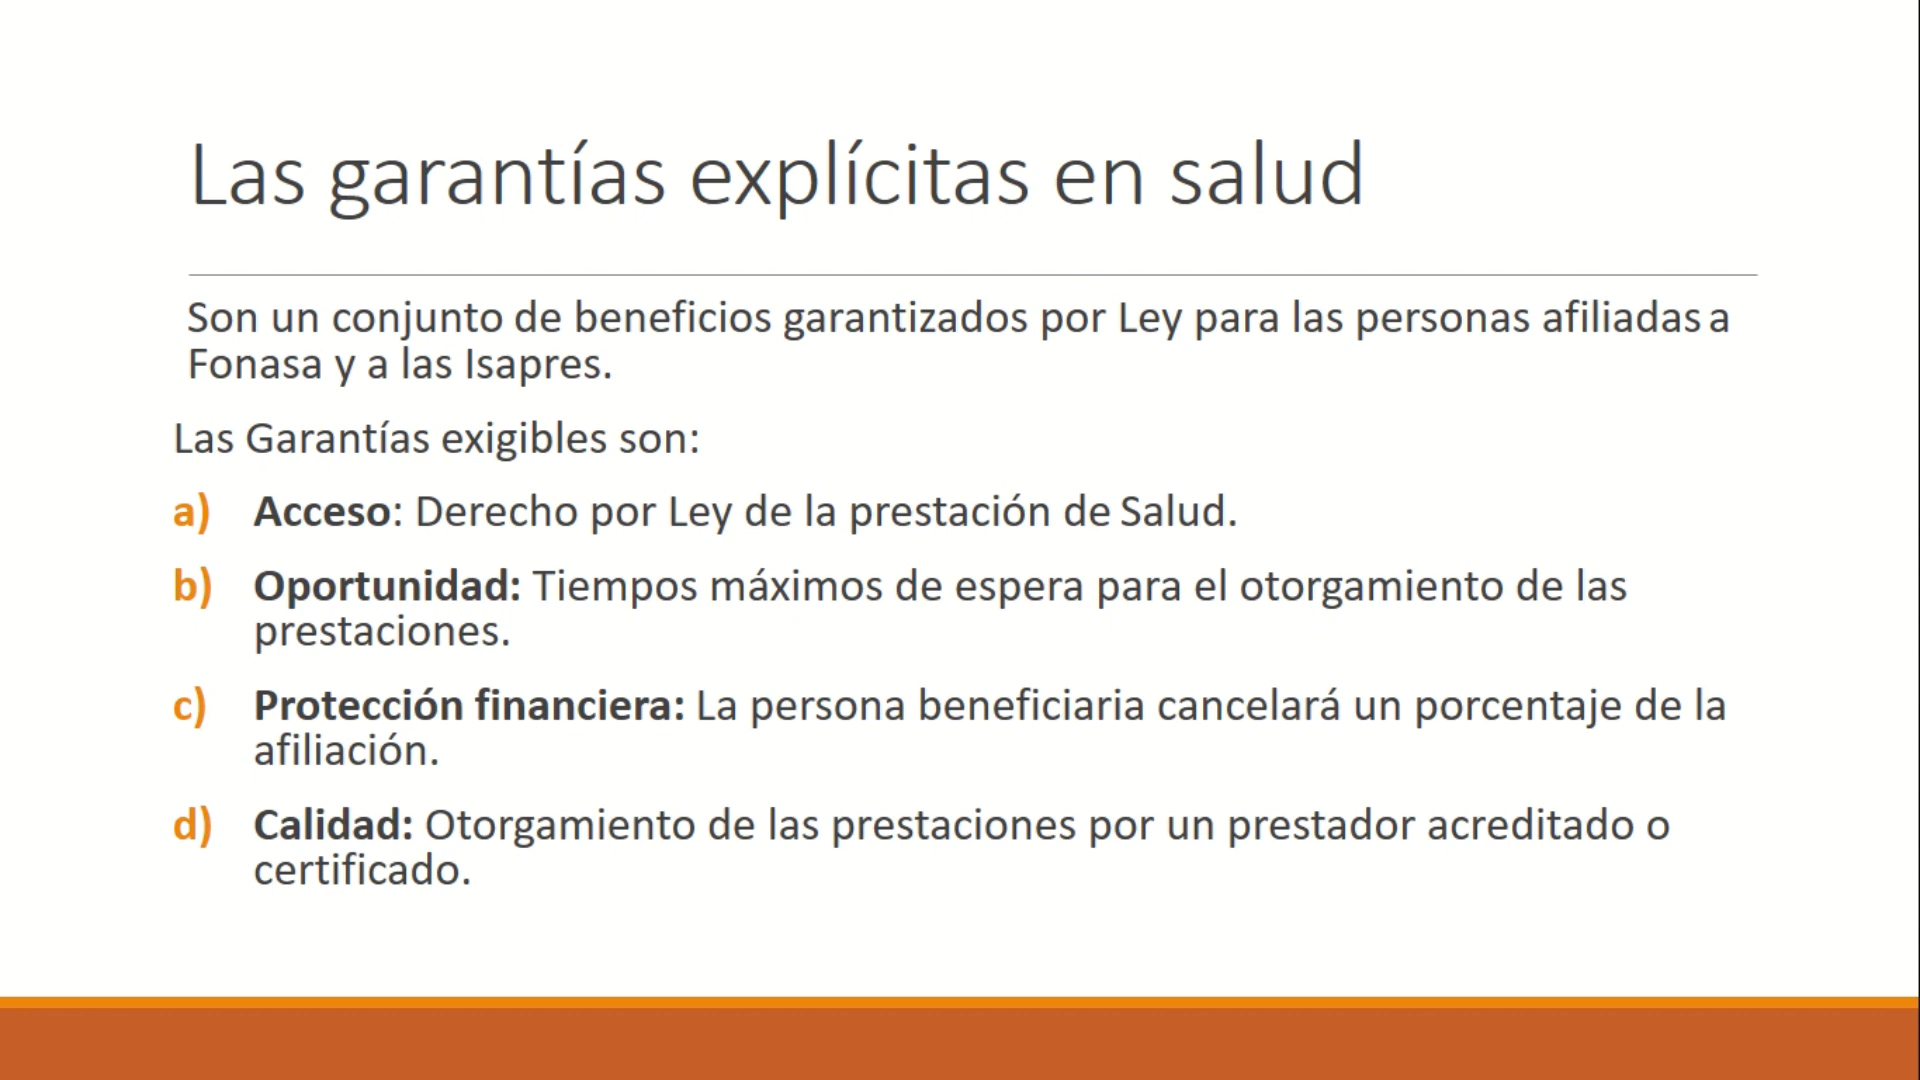 Las garantías explícitas en salud
Son un conjunto de beneficios garantizados por Ley para las personas afiliadas a
Fonasa y a las Isapres.
Las Garantías exigibles son:
a) Acceso: Derecho por Ley de la prestación de Salud.
b) Oportunidad: Tiempos máximos de espera para el otorgamiento de las
prestaciones.
c) Protección financiera: La persona beneficiaria cancelará un porcentaje de la
afiliación.
d) Calidad: Otorgamiento de las prestaciones por un prestador acreditado o
certificado.